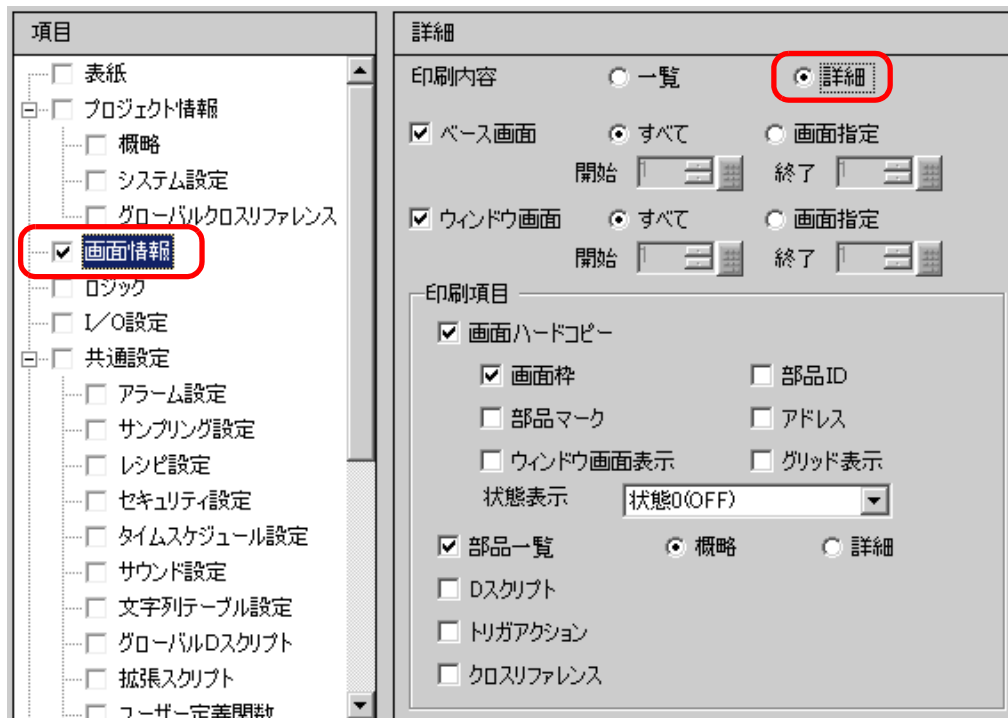 項目
表紙
プロジェクト情報
概略
システム設定
グローバルクロスリファレンス
画面情報
ロジック
I/O設定
共通設定
アラーム設定
サンプリング設定
レシピ設定
セキュリティ設定
タイムスケジュール設定
サウンド設定
文字列テーブル設定
グローバルDスクリプト
拡張スクリプト
ユーザー定義関数
詳細
印刷内容 一覧 詳細
ベース画面 すべて 画面指定
開始 1 終了 1
ウィンドウ画面 すべて 画面指定
開始 1 終了 1
印刷項目
画面ハードコピー
画面枠 部品ID
部品マーク アドレス
ウィンドウ画面表示 グリッド表示
状態表示 状態0(OFF)
部品一覧 概略 詳細
Dスクリプト
トリガアクション
クロスリファレンス